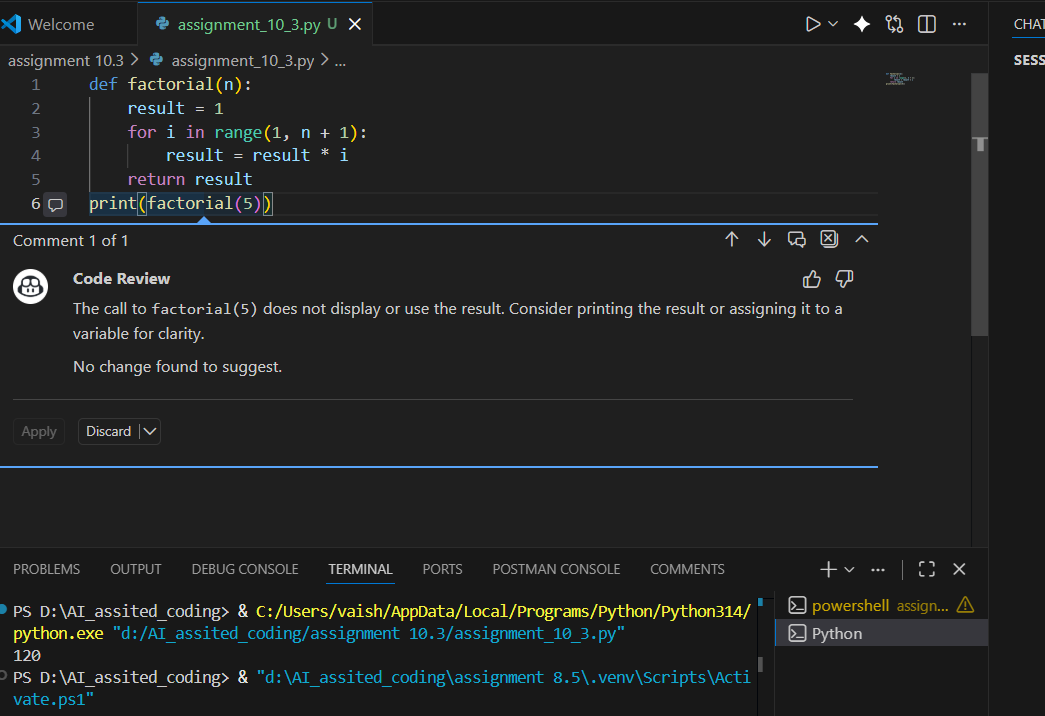 Welcome
assignment_10_3.py U
CHAT
assignment 10.3 > assignment_10_3.py > ...
SESS
1 def factorial(n):
2 result = 1
3 for i in range(1, n + 1):
4 result = result * i
5 return result
6 print(factorial(5))
Comment 1 of 1
Code Review
The call to factorial(5) does not display or use the result. Consider printing the result or assigning it to a
variable for clarity.
No change found to suggest.
Apply
Discard
PROBLEMS OUTPUT DEBUG CONSOLE TERMINAL PORTS POSTMAN CONSOLE COMMENTS
PS D:\AI_assited_coding> & C:/Users/vaish/AppData/Local/Programs/Python/Python314/
python.exe "d:/AI_assited_coding/assignment 10.3/assignment_10_3.py"
120
PS D:\AI_assited_coding> & "d:\AI_assited_coding\assignment 8.5\.venv\Scripts\Acti
vate.ps1"
powershell assign...
Python